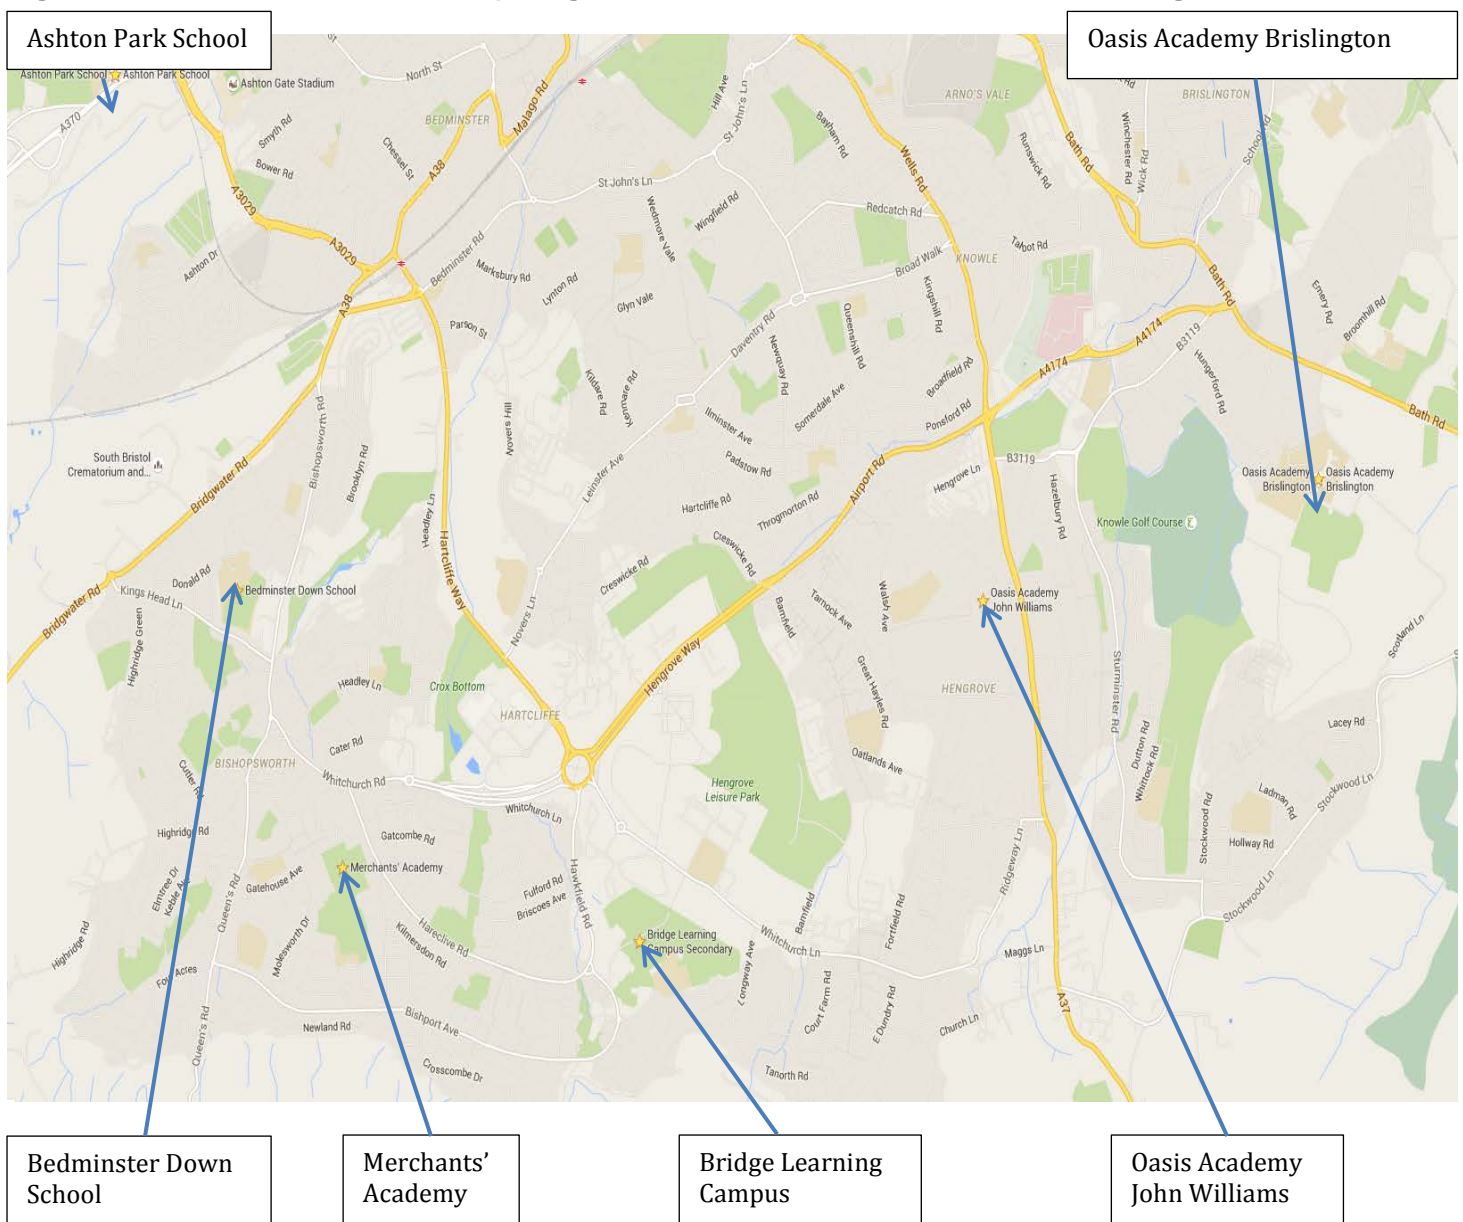 Ashton Park School
Oasis Academy Brislington
Ashton Park School
Ashton Park School
Ashton Gate Stadium
North St
A370
Smyth Rd
Bower Rd
Chessel St
BEDMINSTER
Malago Rd
A38
A3029
A3029
Ashton Dr
A38
Bedminster Rd
St John's Ln
St John's Ln
Hill Ave
Bayham Rd
Wells Rd
ARNO'S VALE
Runswick Rd
Bath Rd
Winchester Rd
Wick Rd
BRISLINGTON
School Rd
Wedmore Vale
Wingfield Rd
Redcatch Rd
Talbot Rd
KNOWLE
Broad Walk
Marksbury Rd
Lynton Rd
Glyn Vale
Parson St
Daventry Rd
Newquay Rd
Queenshill Rd
Kingshill Rd
Bath Rd
Emery Rd
Broomhill Rd
A4174
A4174
B3119
Hungerford Rd
Bath Rd
Kildare Rd
Kenmare Rd
Novers Hill
Ilminster Ave
Somerdale Ave
Broadfield Rd
Ponsford Rd
Padstow Rd
Leinster Ave
Hartcliffe Rd
Throgmorton Rd
Airport Rd
Hengrove Ln
B3119
Hazelbury Rd
Knowle Golf Course
Oasis Academy
Brislington
Oasis Academy
Brislington
South Bristol
Crematorium and...
Bridgwater Rd
Bishopsworth Rd
Brooklyn Rd
Headley Ln
Hartcliffe Way
Creswicke Rd
Creswicke Rd
Bridgwater Rd
Donald Rd
Kings Head Ln
Bedminster Down School
Highridge Green
Novers Ln
Bamfield
Tarnock Ave
Walsh Ave
Oasis Academy
John Williams
Scotland Ln
Headley Ln
Crox Bottom
HARTCLIFFE
Hengrove Way
Great Hayles Rd
HENGROVE
Sturminster Rd
Lacey Rd
Cater Rd
BISHOPSWORTH
Cutler Rd
Whitchurch Rd
Whitchurch Ln
Hengrove
Leisure Park
Oatlands Ave
Dutton Rd
Whittock Rd
Ladman Rd
Stockwood Ln
Stockwood Rd
Hollway Rd
Highridge Rd
Gatcombe Rd
Elmtree Dr
Keble Ave
Gatehouse Ave
Merchants' Academy
Queen's Rd
Fulford Rd
Briscoes Ave
Hawkfield Rd
Ridgeway Ln
Stockwood Ln
Highridge Rd
Molesworth Dr
Hareclive Rd
Kilmersdon Rd
Bridge Learning
Campus Secondary
Bamfield
Whitchurch Ln
Fortfield Rd
Maggs Ln
Four Acres
Longway Ave
Court Farm Rd
E Dundry Rd
Church Ln
A37
Newland Rd
Bishport Ave
Queen's Rd
Crosscombe Dr
Tanorth Rd
Bedminster Down
School
Merchants’
Academy
Bridge Learning
Campus
Oasis Academy
John Williams